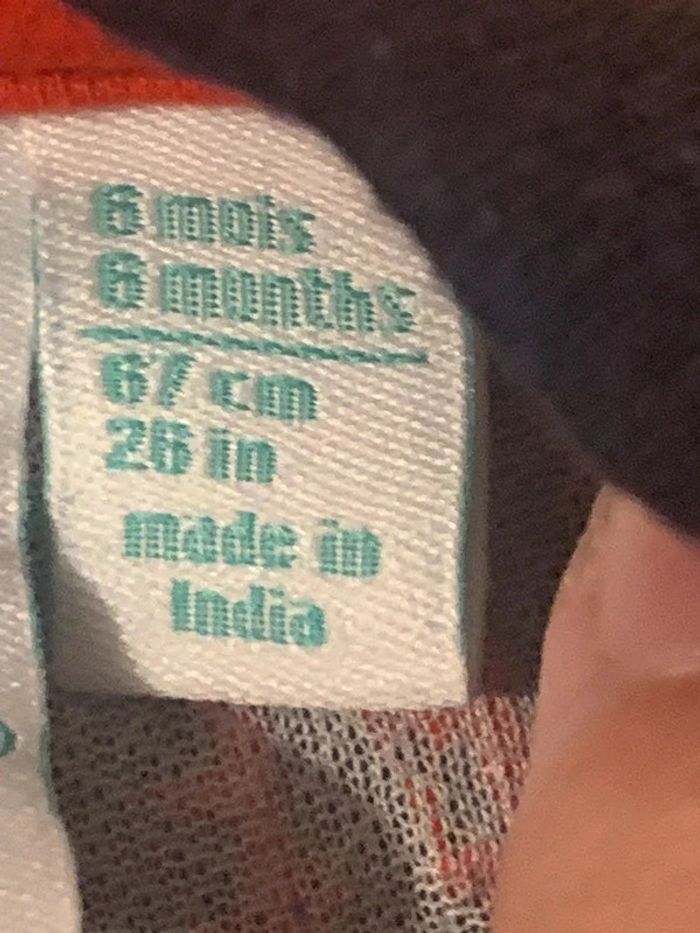 6 mois
6 months
67 cm
26 in
made in
India